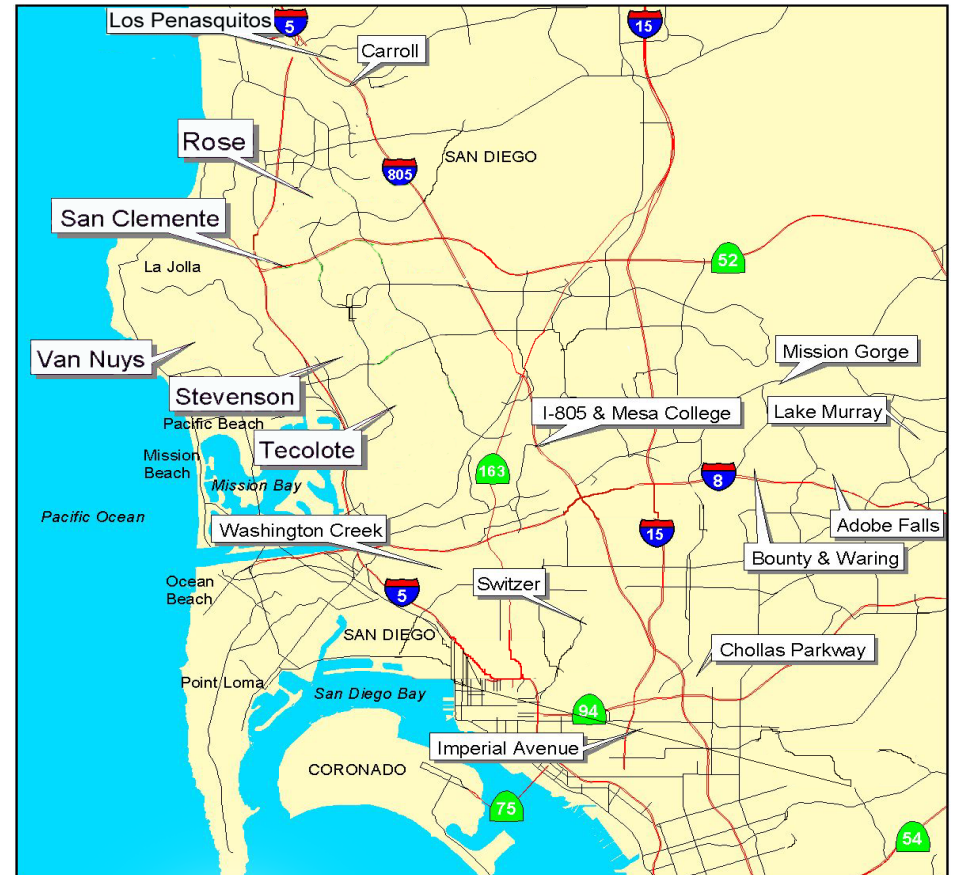 Los Penasquitos
5
15
Carroll
Rose
SAN DIEGO
805
San Clemente
52
La Jolla
Van Nuys
Mission Gorge
Stevenson
I-805 & Mesa College
Lake Murray
Pacific Beach
Tecolote
Mission
Beach
163
8
Mission Bay
Pacific Ocean
Washington Creek
15
Adobe Falls
Bounty & Waring
Ocean
Beach
5
Switzer
SAN DIEGO
Chollas Parkway
Point Loma
San Diego Bay
94
Imperial Avenue
CORONADO
75
54